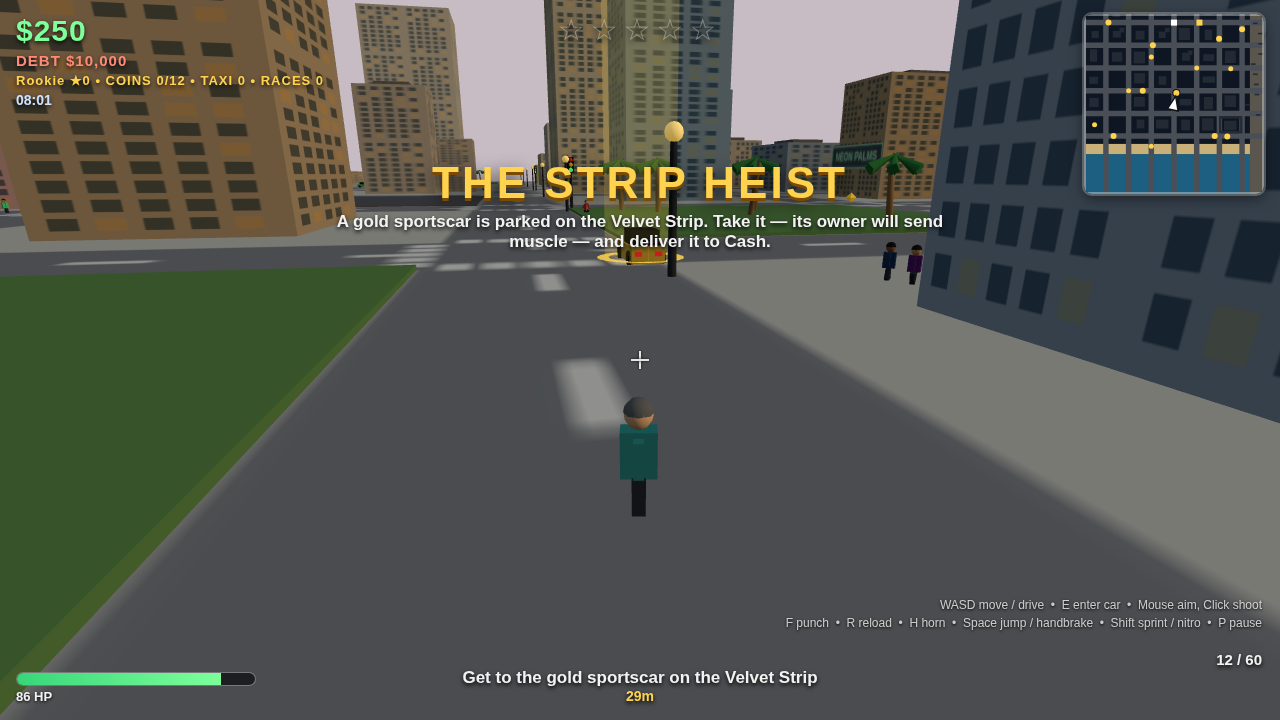 $250
DEBT $10,000
Rookie ★0 • COINS 0/12 • TAXI 0 • RACES 0
08:01
☆ ☆ ☆ ☆ ☆
NEON PALMS
THE STRIP HEIST
A gold sportscar is parked on the Velvet Strip. Take it — its owner will send
muscle — and deliver it to Cash.
WASD move / drive • E enter car • Mouse aim, Click shoot
F punch • R reload • H horn • Space jump / handbrake • Shift sprint / nitro • P pause
12 / 60
Get to the gold sportscar on the Velvet Strip
29m
86 HP